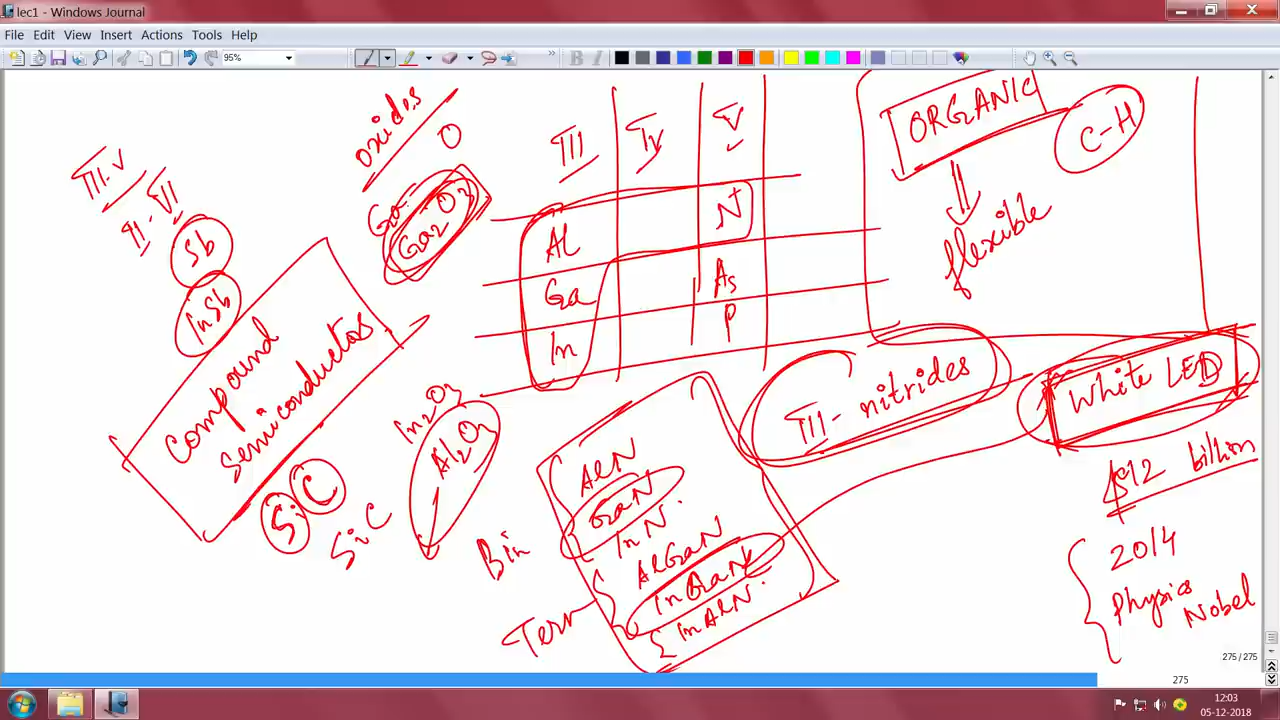 lec1 - Windows Journal
File Edit View Insert Actions Tools Help
95%
oxides
O
Ga2O3
III IV V
Al N
Ga As
In P
ORGANIC
C-H
flexible
III-V
II-VI
Sb
InSb
Compound
Semiconductos
Si C
SiC
In2O3
Al2O3
III-nitrides
White LED
$12 billion
2014
Physics
Nobel
Bin
AlN
GaN
InN
Tern
AlGaN
InGaN
InAlN
275 / 275
275
12:03
05-12-2018